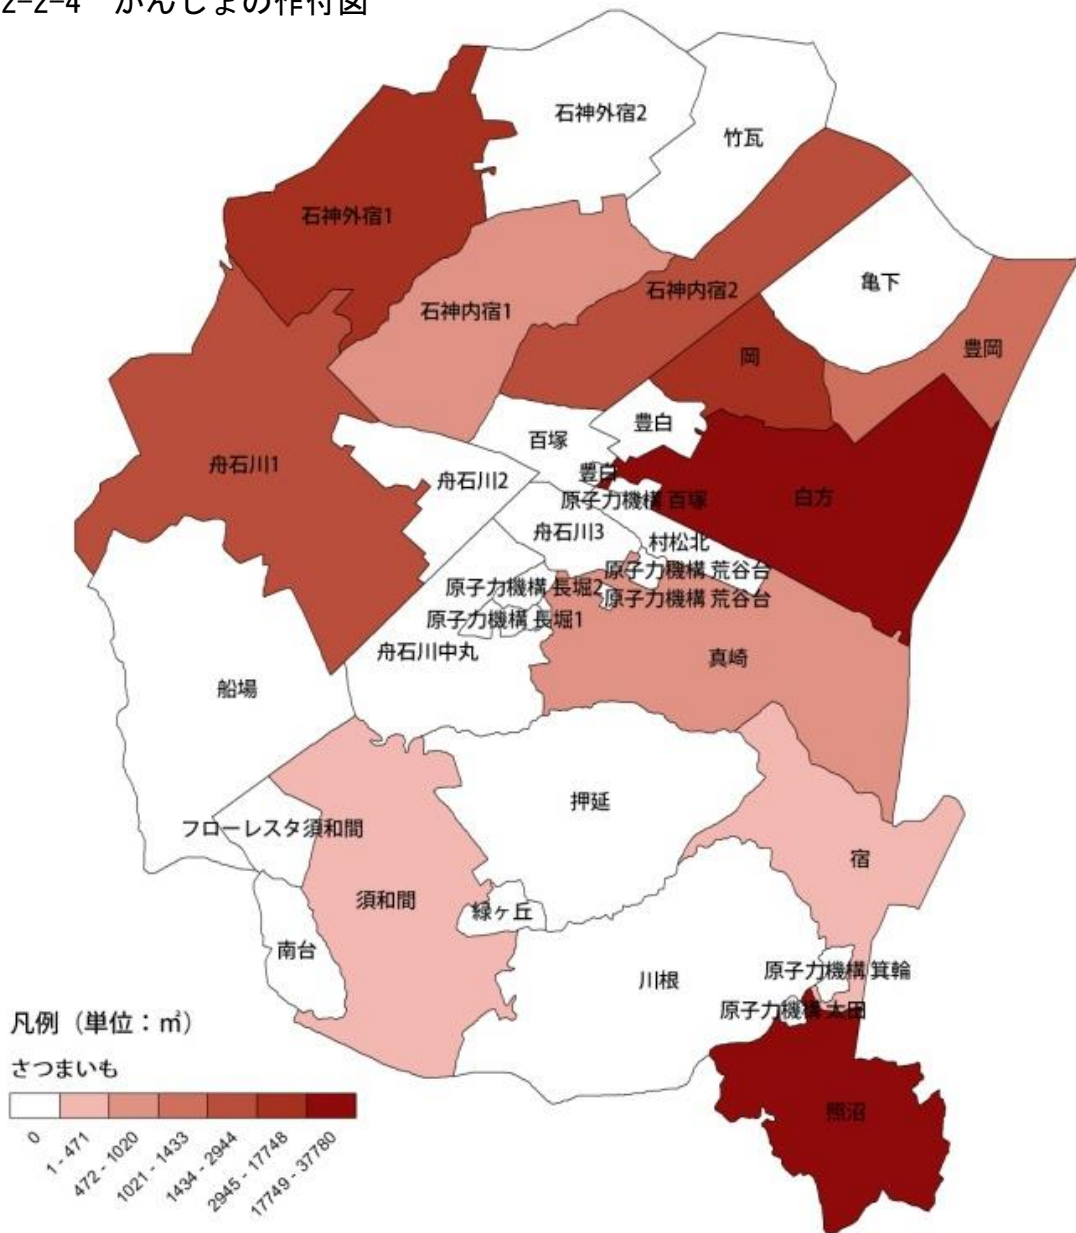 2-2-4 かんしょの作付図
石神外宿2
竹瓦
石神外宿1
亀下
石神内宿2
石神内宿1
豊岡
岡
豊白
百塚
舟石川1
豊白
舟石川2
白方
原子力機構 百塚
舟石川3
村松北
原子力機構 荒谷台
原子力機構 長堀2
原子力機構 荒谷台
原子力機構 長堀1
舟石川中丸
真崎
船場
押延
フローレスタ須和間
宿
須和間
緑ヶ丘
南台
川根
原子力機構 箕輪
原子力機構 太田
照沼
凡例（単位：㎡）
さつまいも
0
1 - 471
472 - 1020
1021 - 1433
1434 - 2944
2945 - 17748
17749 - 37780